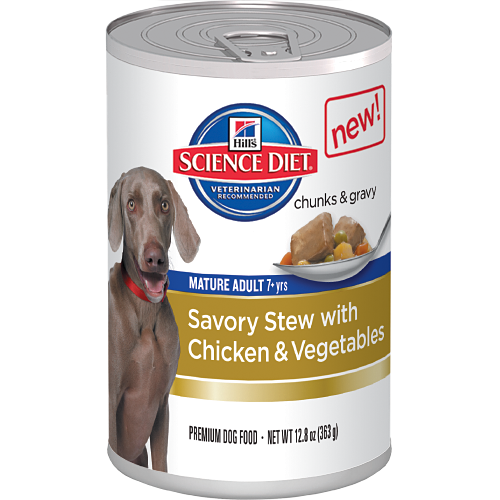 new!
Hill's
SCIENCE DIET®
VETERINARIAN
RECOMMENDED
chunks & gravy
MATURE ADULT 7+ yrs
Savory Stew with
Chicken & Vegetables
PREMIUM DOG FOOD • NET WT 12.8 oz (363 g)